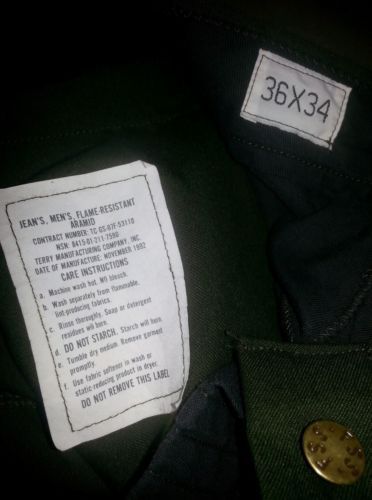 36X34
JEAN'S, MEN'S, FLAME-RESISTANT
ARAMID
CONTRACT NUMBER: TC-GS-07F-53110
NSN: 8415-01-211-7590
TERRY MANUFACTURING COMPANY, INC.
DATE OF MANUFACTURE: NOVEMBER 1992
CARE INSTRUCTIONS
a. Machine wash hot. No bleach.
b. Wash separately from flammable,
lint-producing fabrics.
c. Rinse thoroughly. Soap or detergent
residues will burn.
d. DO NOT STARCH. Starch will burn.
e. Tumble dry medium. Remove garment
promptly.
f. Use fabric softener in wash or
static reducing product in dryer.
DO NOT REMOVE THIS LABEL